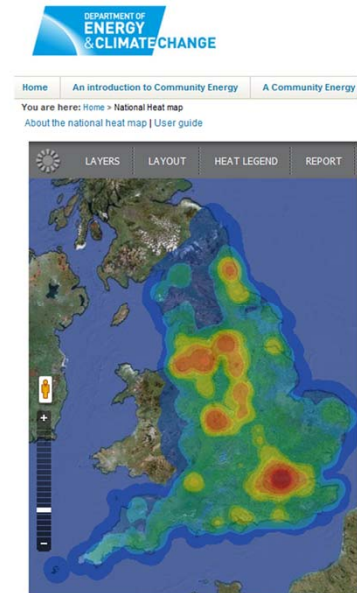 DEPARTMENT OF
ENERGY
& CLIMATE CHANGE
Home An introduction to Community Energy A Community Energy
You are here: Home > National Heat map
About the national heat map | User guide
LAYERS LAYOUT HEAT LEGEND REPORT
+
-